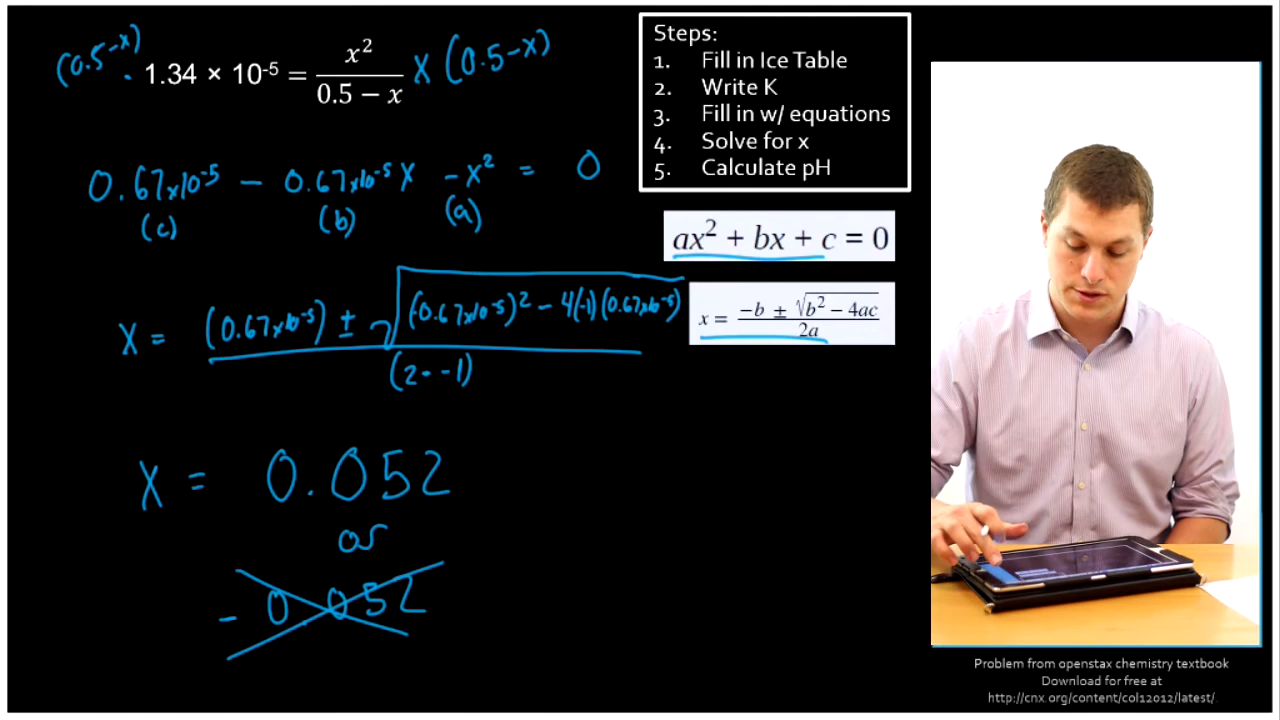 (0.5-x) · 1.34 × 10⁻⁵ = x² / 0.5 − x X (0.5-x)
0.67x10⁻⁵ − 0.67x10⁻⁵ X -x² = 0
(c) (b) (a)
X = (0.67x10⁻⁵) ± √(-0.67x10⁻⁵)² − 4(-1)(0.67x10⁻⁵) / (2 - -1)
X = 0.052
or
- 0.052
Steps:
1. Fill in Ice Table
2. Write K
3. Fill in w/ equations
4. Solve for x
5. Calculate pH
ax² + bx + c = 0
x = −b ± √b² − 4ac / 2a
Problem from openstax chemistry textbook
Download for free at
http://cnx.org/content/col12012/latest/.